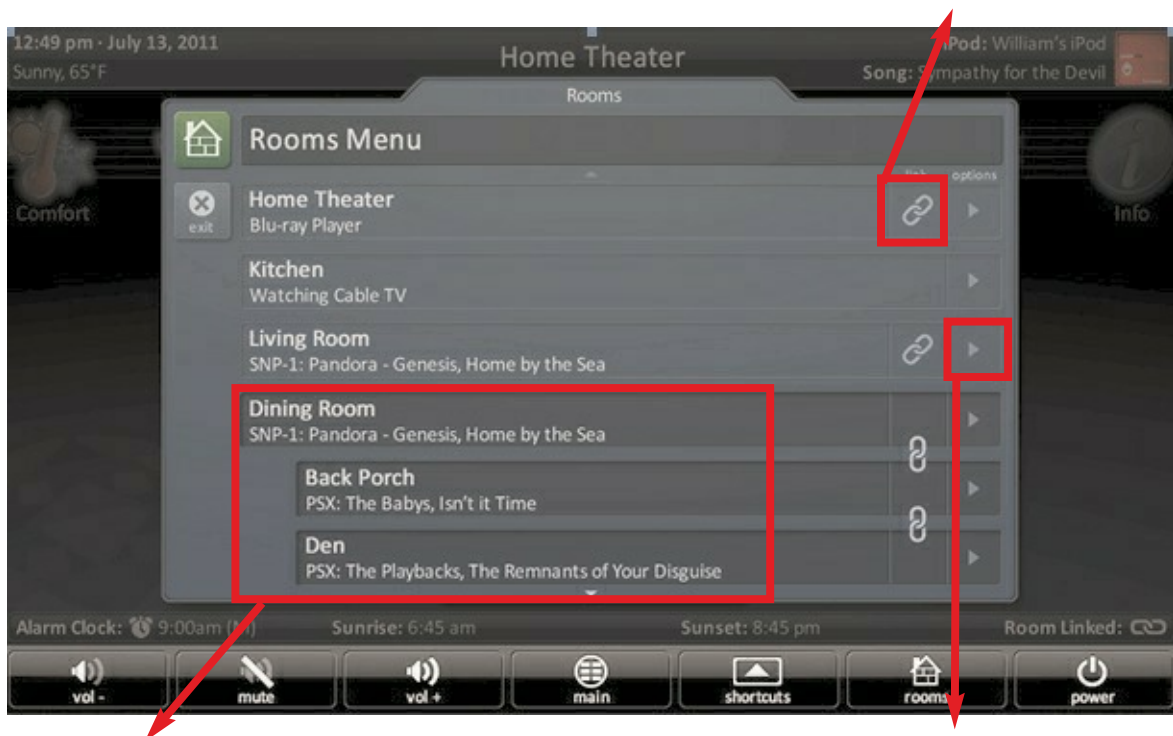 12:49 pm · July 13, 2011
Sunny, 65°F
Home Theater
iPod: William's iPod
Song: Sympathy for the Devil
Rooms
Rooms Menu
link options
Comfort
exit
Home Theater
Blu-ray Player
Info
Kitchen
Watching Cable TV
Living Room
SNP-1: Pandora - Genesis, Home by the Sea
Dining Room
SNP-1: Pandora - Genesis, Home by the Sea
Back Porch
PSX: The Babys, Isn't it Time
Den
PSX: The Playbacks, The Remnants of Your Disguise
Alarm Clock: 9:00am
Sunrise: 6:45 am
Sunset: 8:45 pm
Room Linked:
vol -
mute
vol +
main
shortcuts
rooms
power